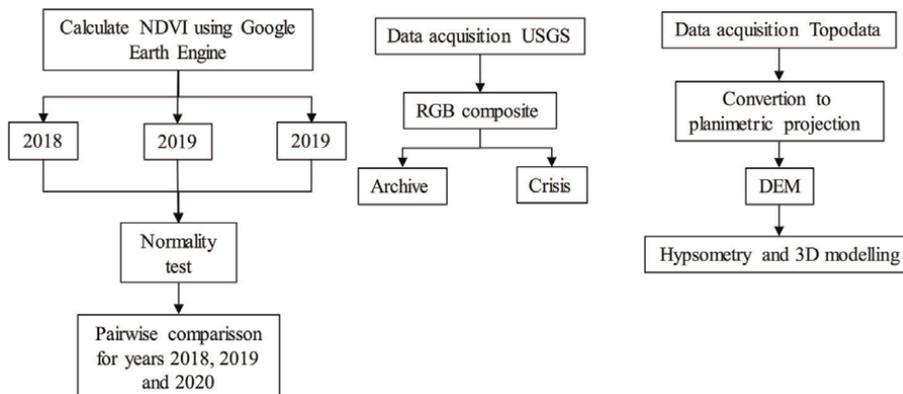 Calculate NDVI using Google
Earth Engine
2018
2019
2019
Normality
test
Pairwise comparisson
for years 2018, 2019
and 2020
Data acquisition USGS
RGB composite
Archive
Crisis
Data acquisition Topodata
Convertion to
planimetric projection
DEM
Hypsometry and 3D modelling